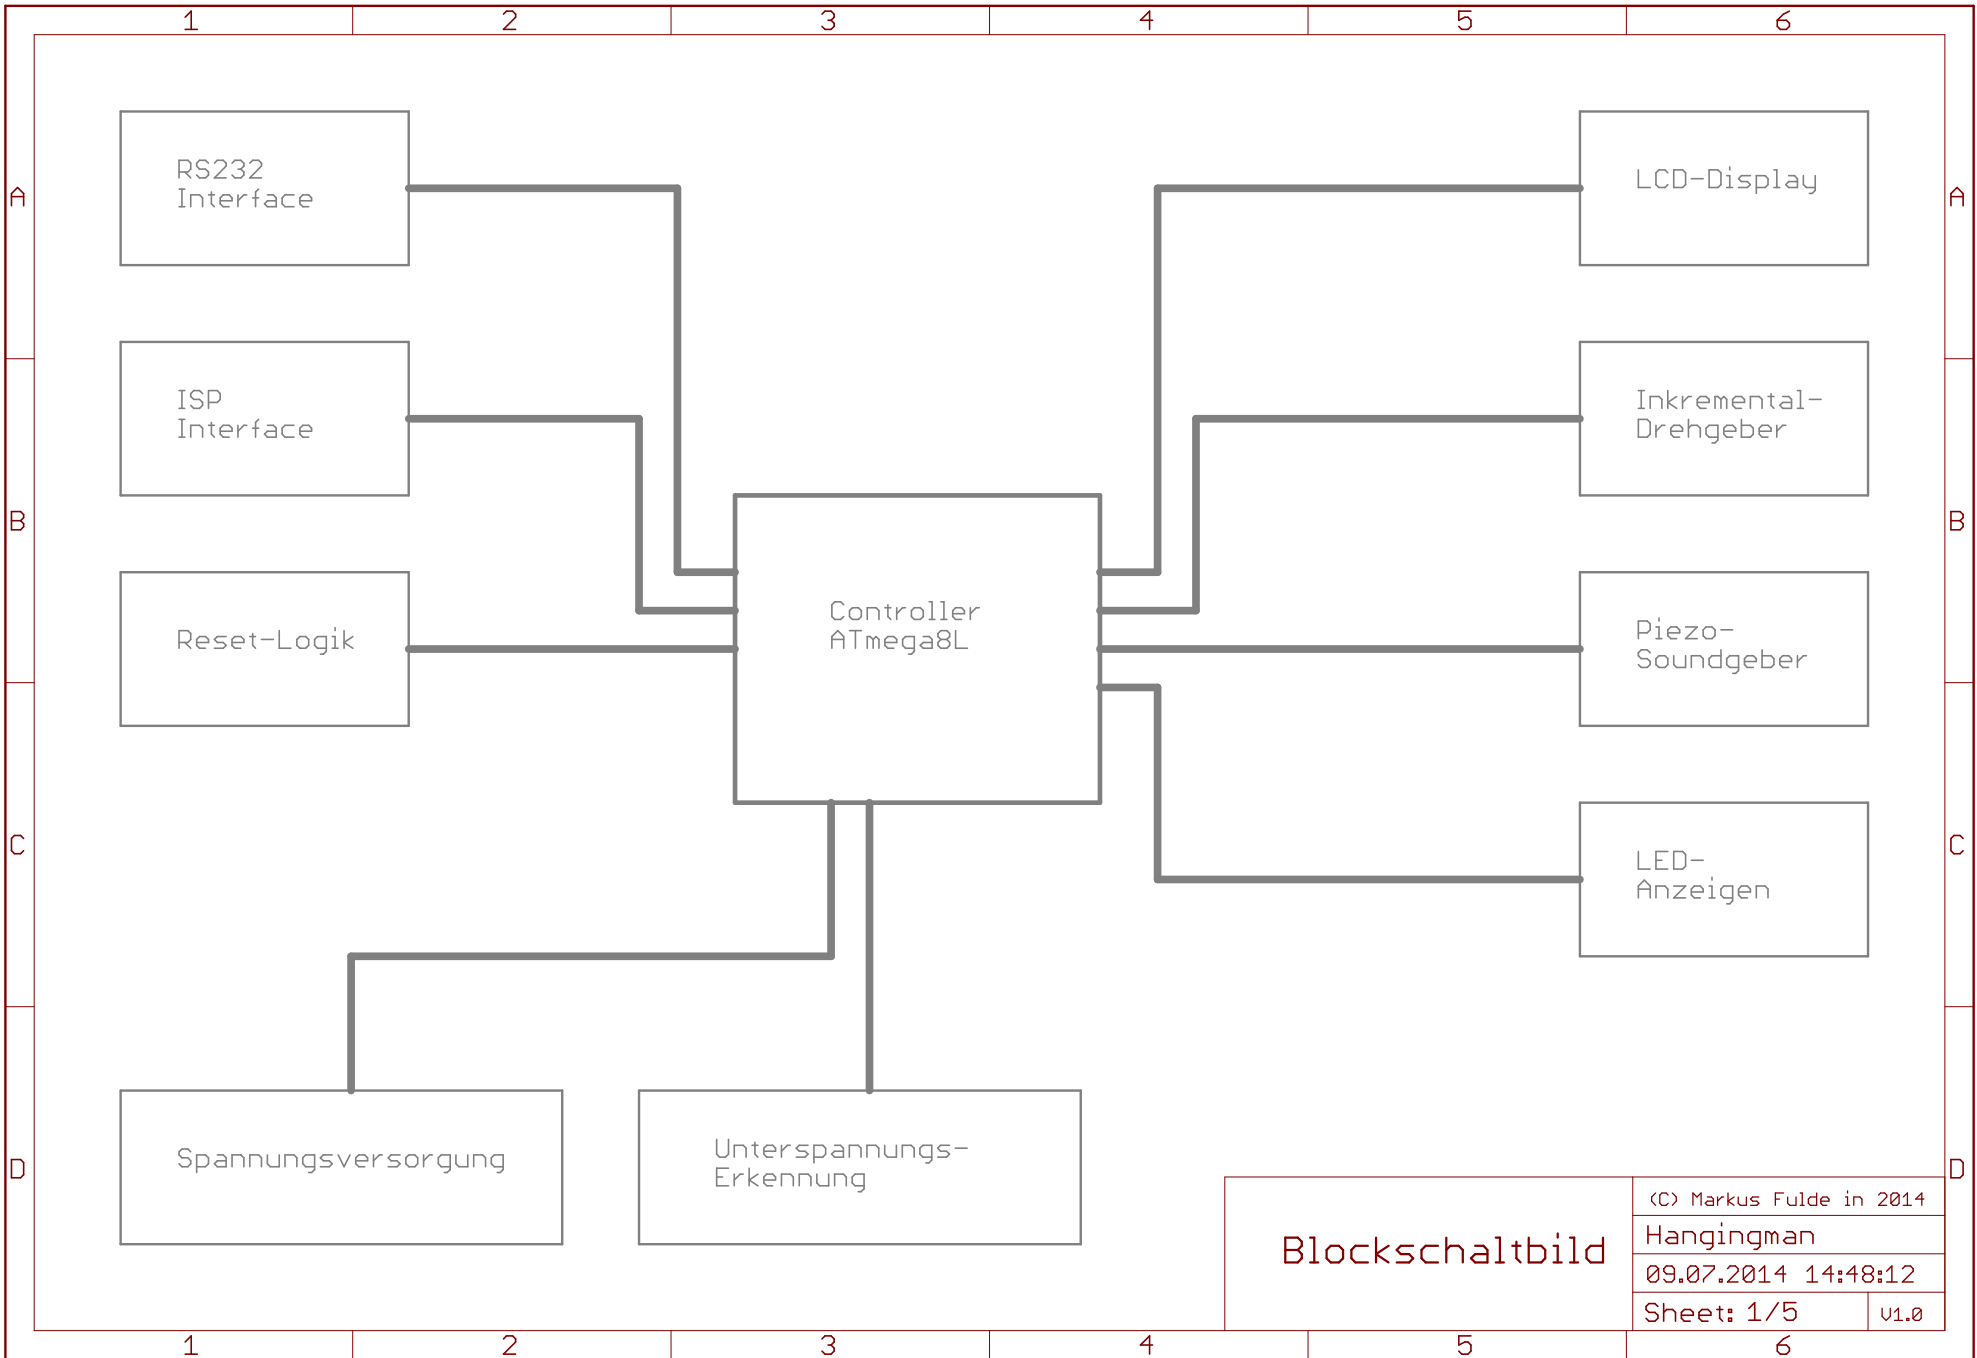 1 2 3 4 5 6
A A
RS232
Interface
LCD-Display
ISP
Interface
Inkremental-
Drehgeber
B B
Reset-Logik
Controller
ATmega8L
Piezo-
Soundgeber
C C
LED-
Anzeigen
D D
Spannungsversorgung
Unterspannungs-
Erkennung
Blockschaltbild
(C) Markus Fulde in 2014
Hangingman
09.07.2014 14:48:12
Sheet: 1/5
V1.0
1 2 3 4 5 6